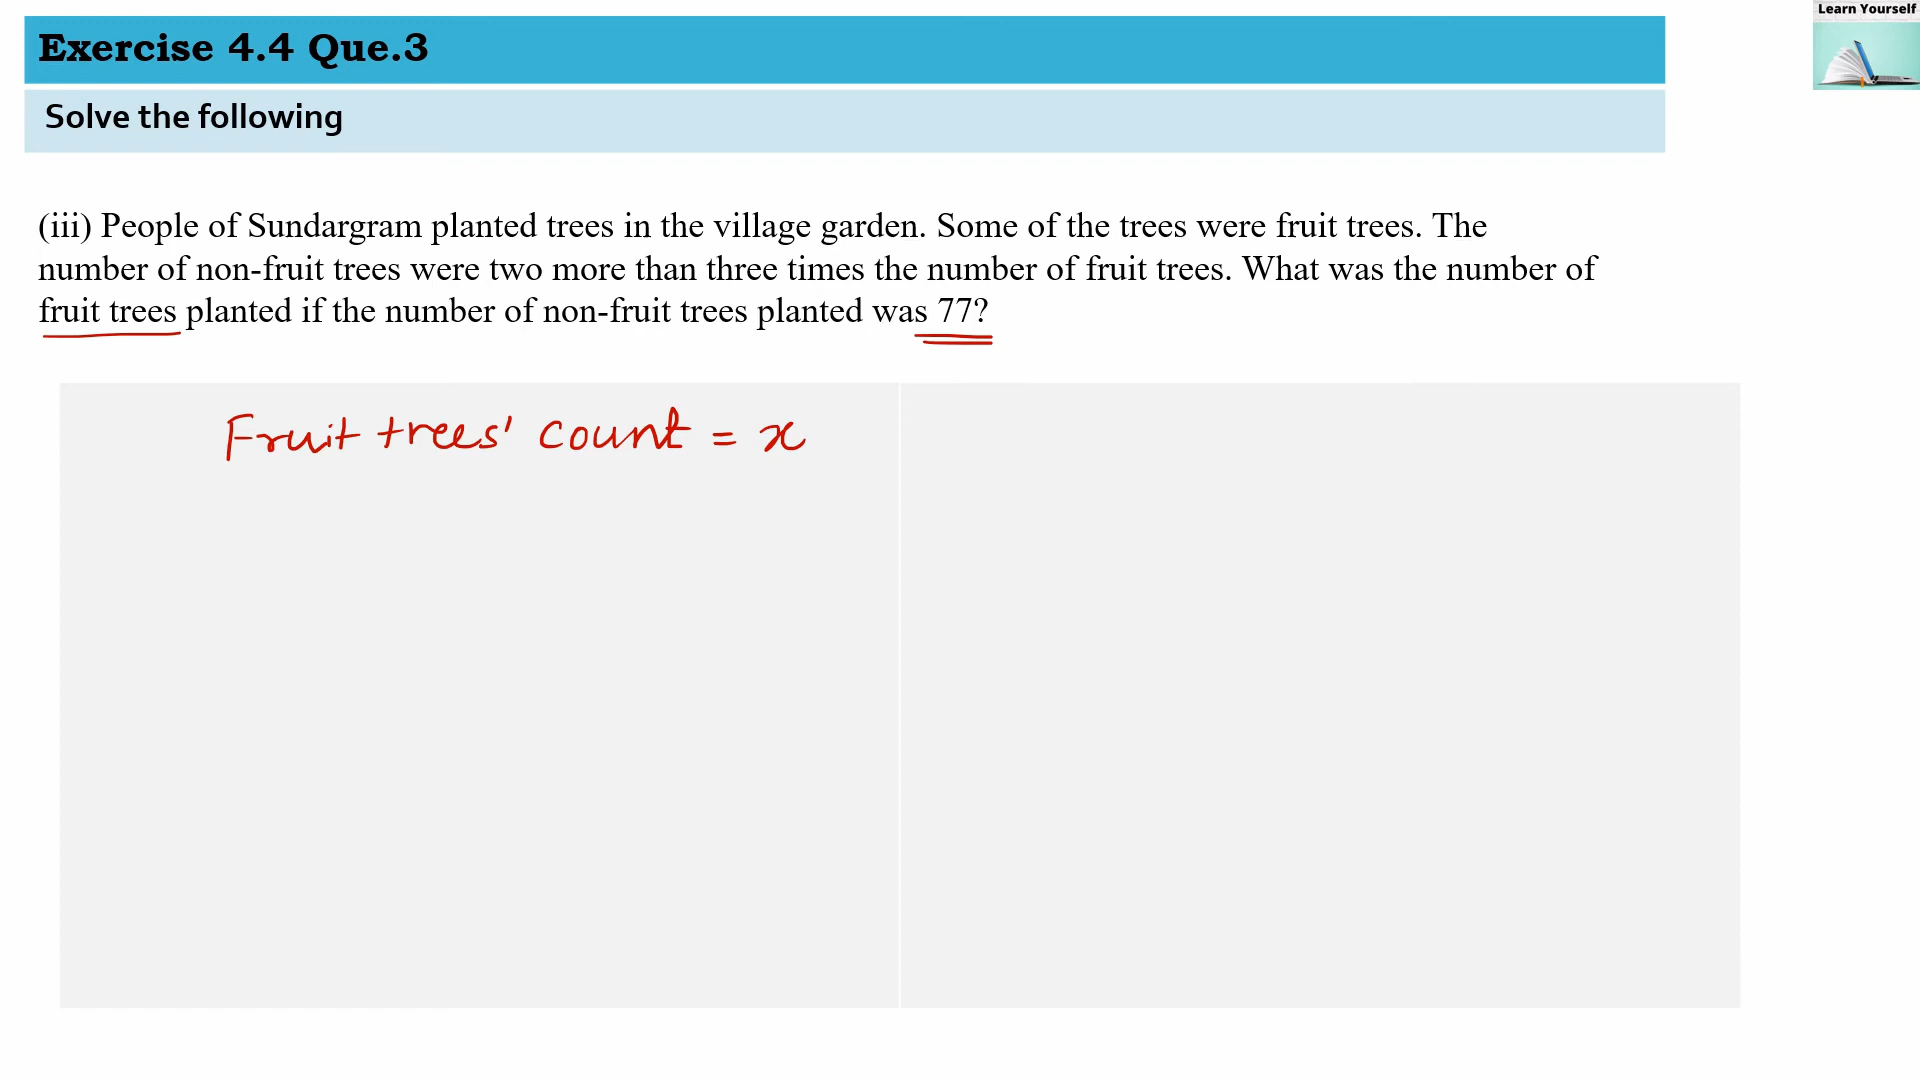 Learn Yourself
Exercise 4.4 Que.3
Solve the following
(iii) People of Sundargram planted trees in the village garden. Some of the trees were fruit trees. The
number of non-fruit trees were two more than three times the number of fruit trees. What was the number of
fruit trees planted if the number of non-fruit trees planted was 77?
Fruit trees' count = x